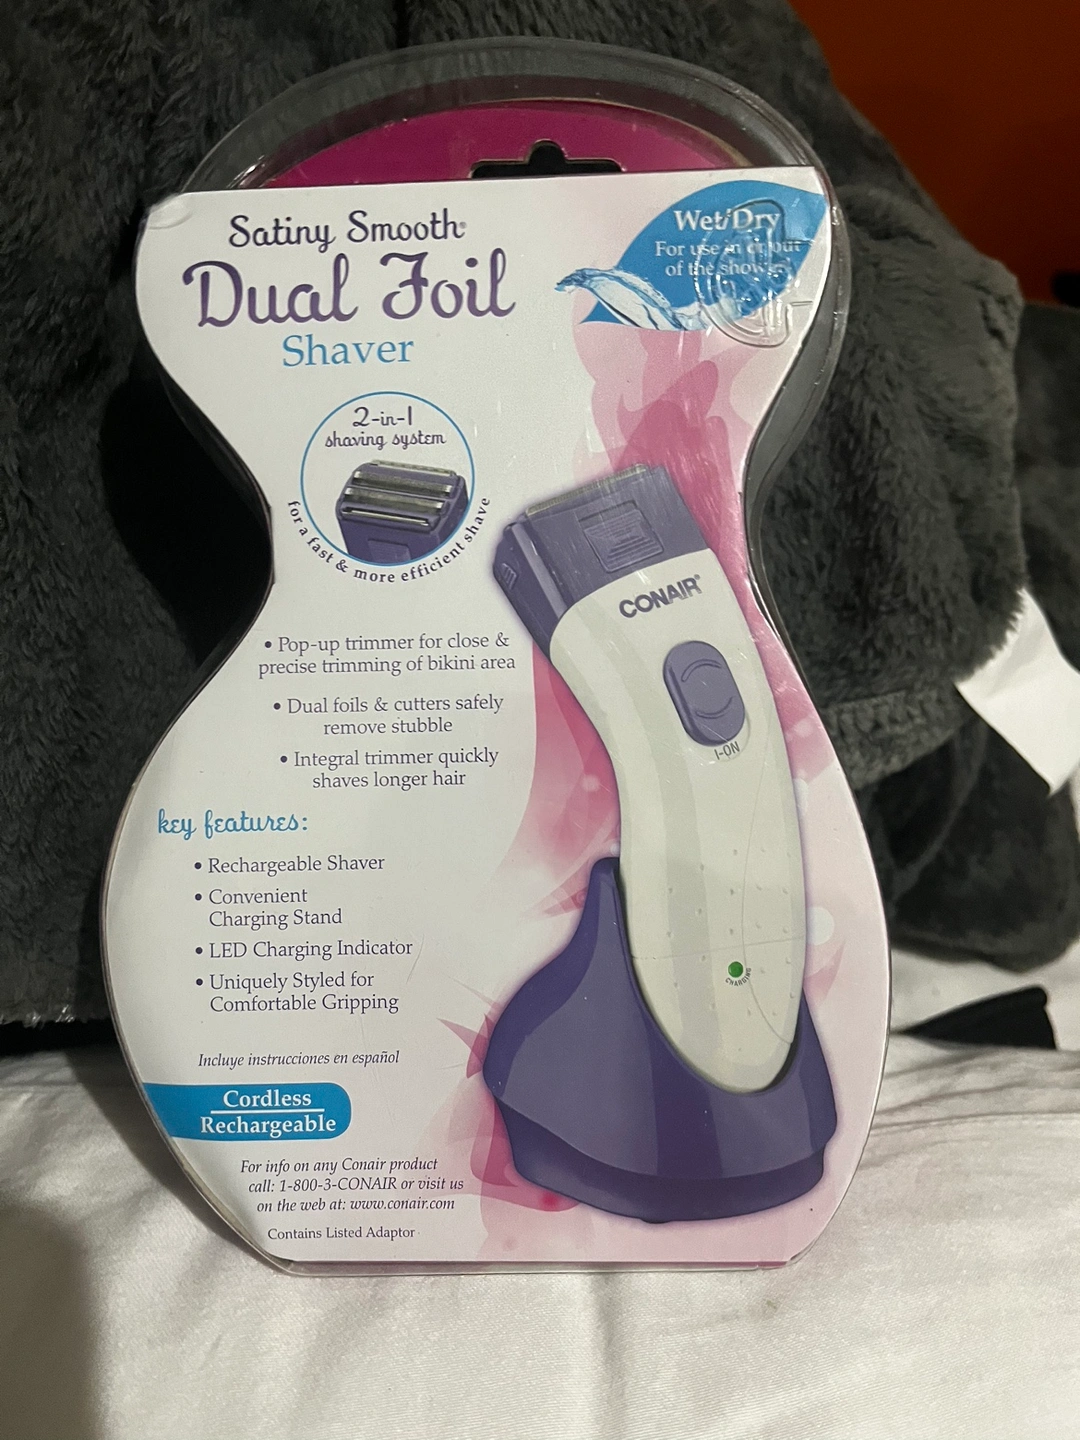 Satiny Smooth®
Dual Foil
Shaver
Wet/Dry
For use in or out
of the shower!
2-in-1
shaving system
for a fast & more efficient shave
CONAIR®
I-ON
• Pop-up trimmer for close &
precise trimming of bikini area
• Dual foils & cutters safely
remove stubble
• Integral trimmer quickly
shaves longer hair
key features:
• Rechargeable Shaver
• Convenient
Charging Stand
• LED Charging Indicator
• Uniquely Styled for
Comfortable Gripping
CHARGING
Incluye instrucciones en español
Cordless
Rechargeable
For info on any Conair product
call: 1-800-3-CONAIR or visit us
on the web at: www.conair.com
Contains Listed Adaptor